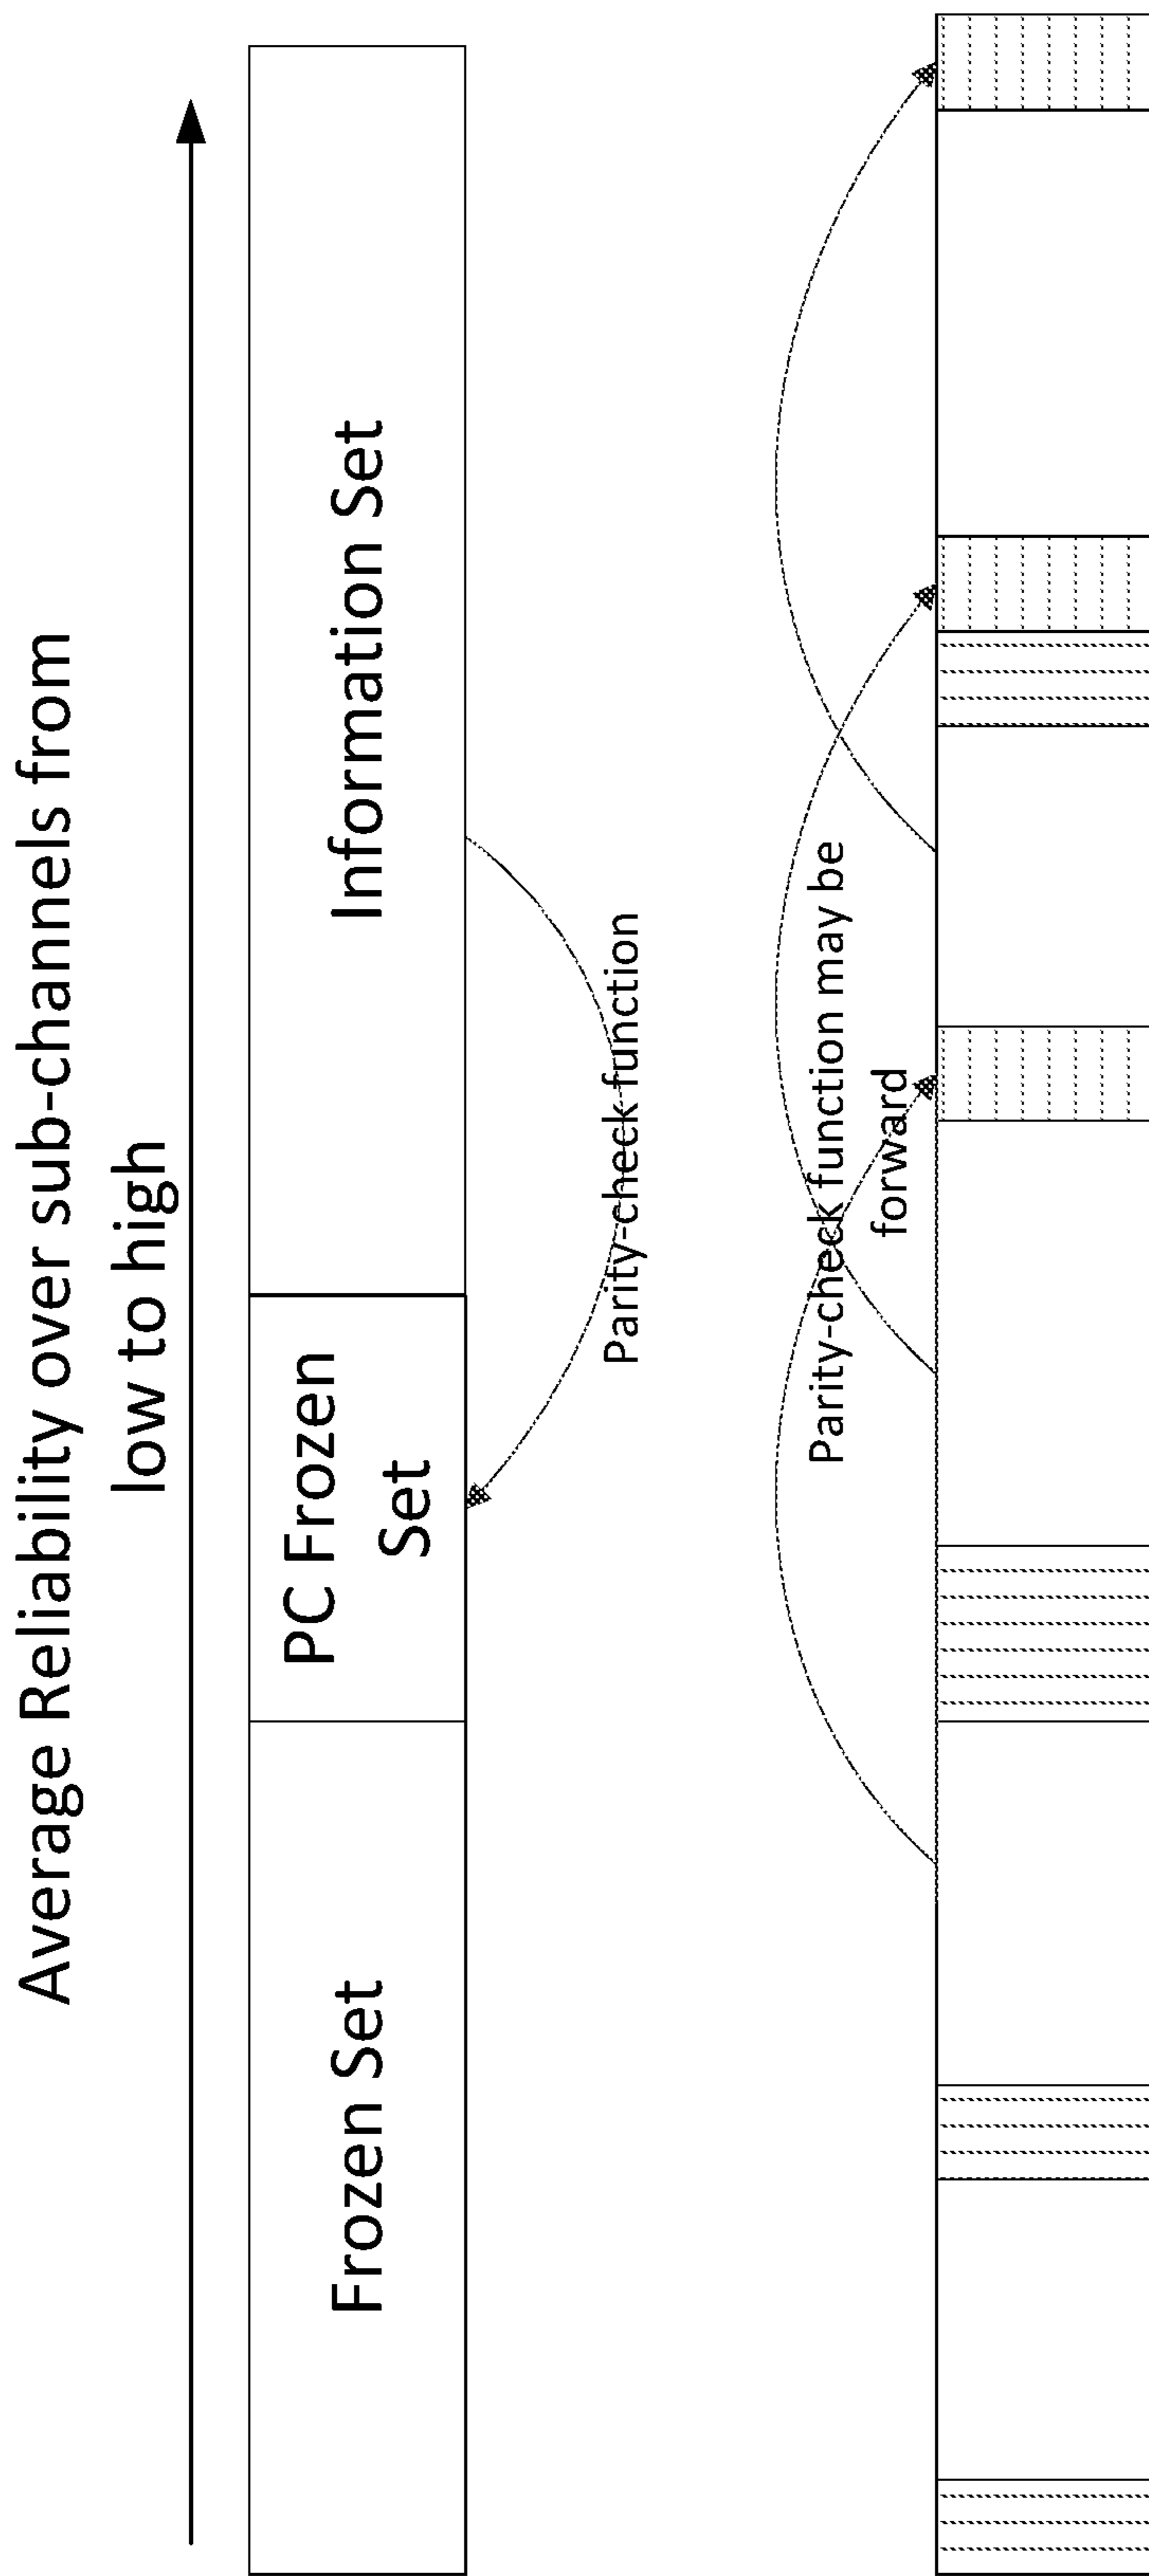 Average Reliability over sub-channels from
low to high
Frozen Set
PC Frozen
Set
Information Set
Parity-check function
Parity-check function may be
forward